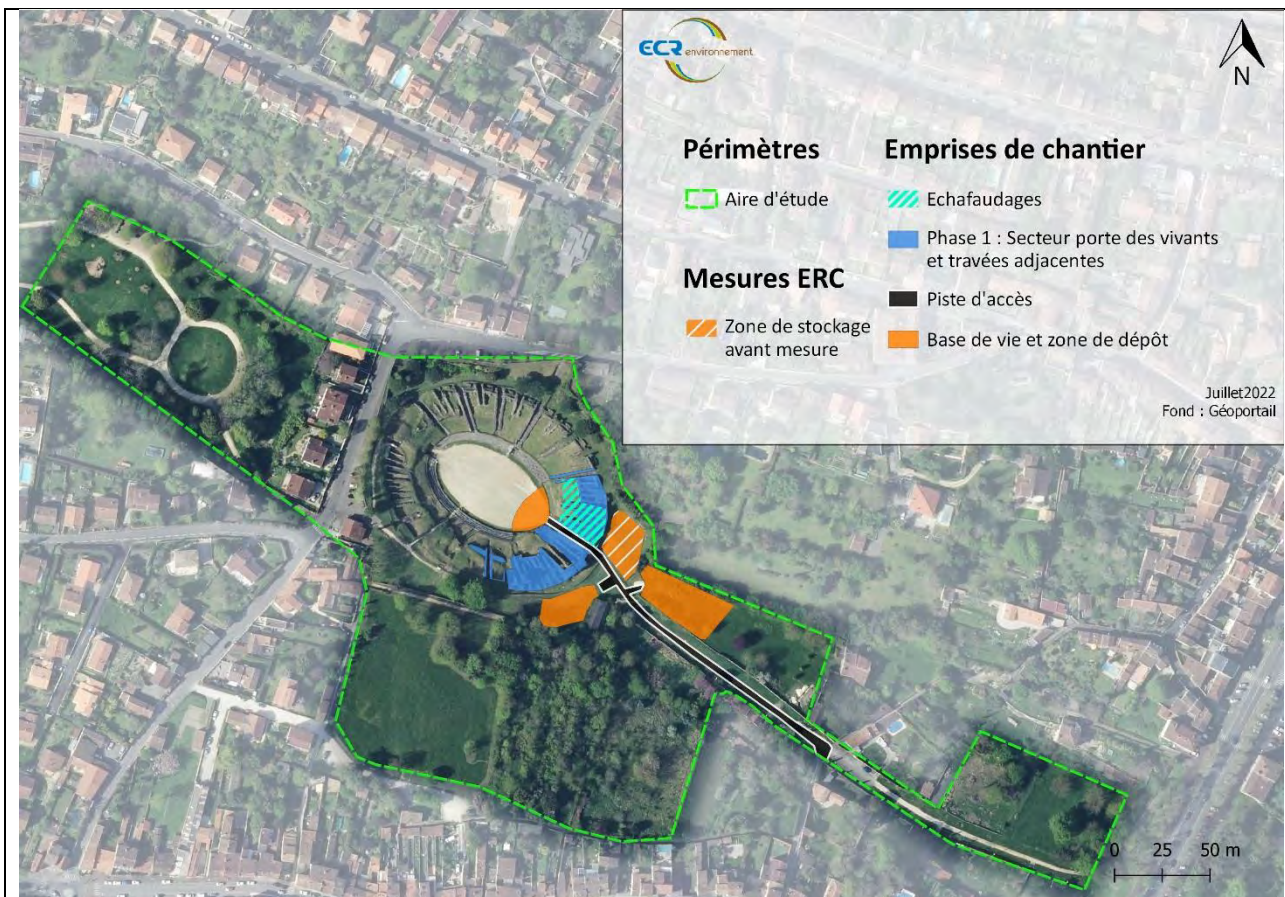 ECR environnement
N
Périmètres
Aire d'étude
Mesures ERC
Zone de stockage
avant mesure
Emprises de chantier
Echafaudages
Phase 1 : Secteur porte des vivants
et travées adjacentes
Piste d'accès
Base de vie et zone de dépôt
Juillet2022
Fond : Géoportail
0 25 50 m